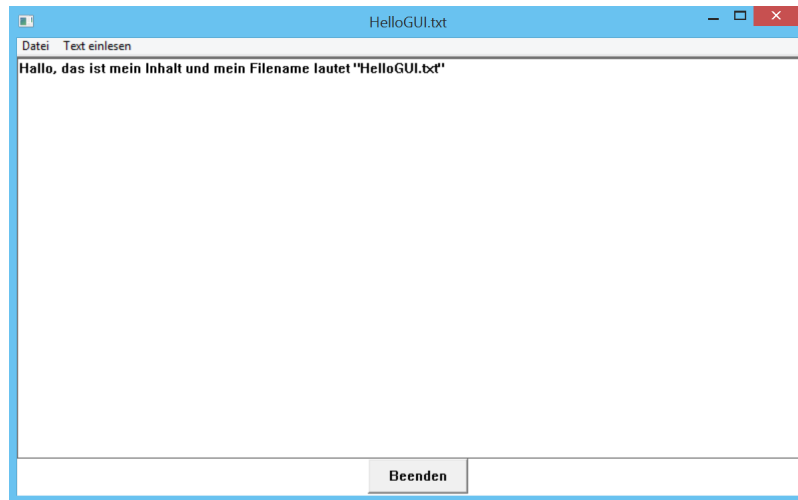 HelloGUI.txt
Datei Text einlesen
Hallo, das ist mein Inhalt und mein Filename lautet "HelloGUI.txt"
Beenden